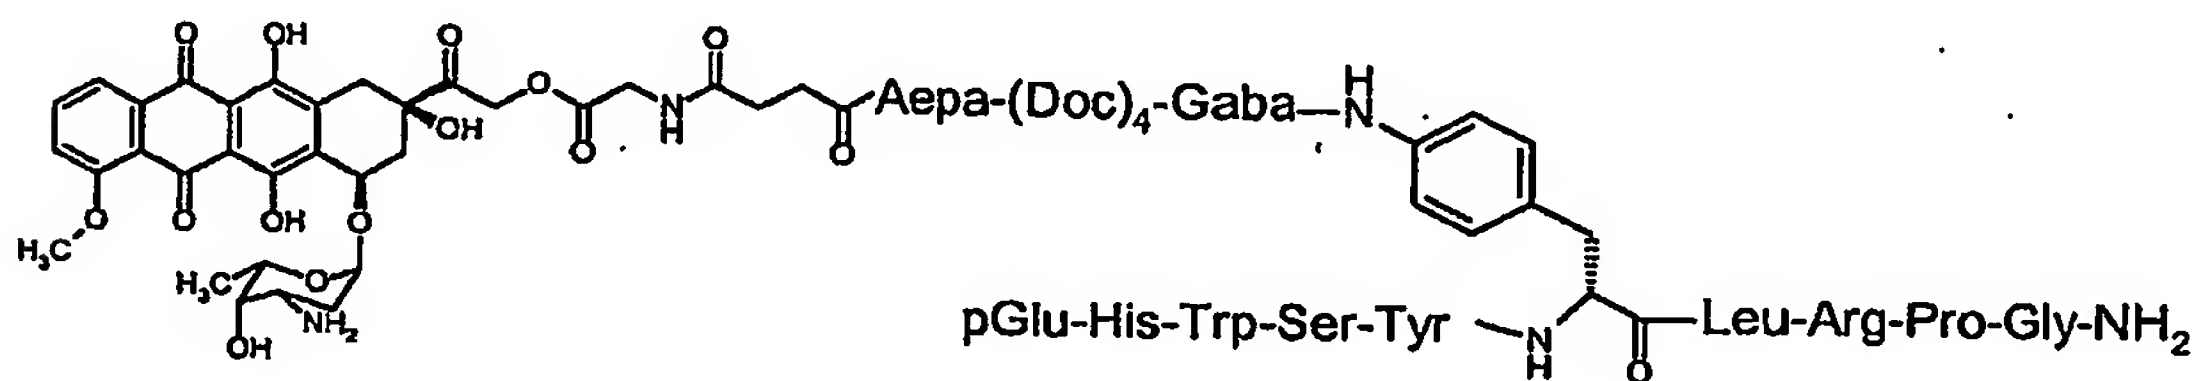 O OH O O
O O Aepa-(Doc)₄-Gaba H N
OH O N H O
O OH O
H₃C O
H₃C O
NH₂
OH
pGlu-His-Trp-Ser-Tyr N H O Leu-Arg-Pro-Gly-NH₂